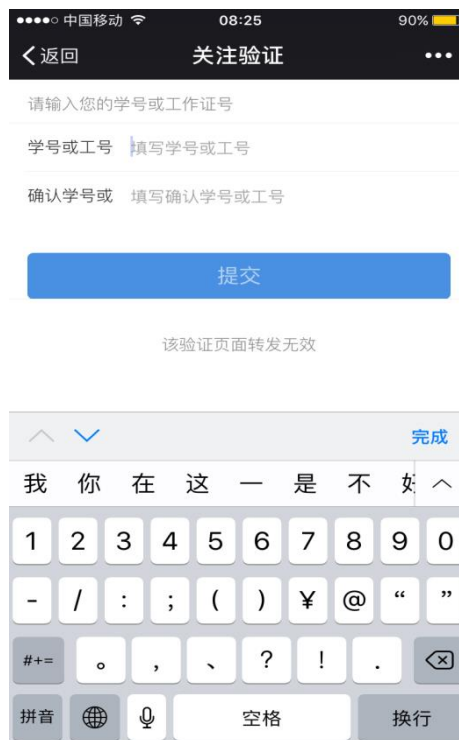 中国移动 08:25 90%
返回 关注验证
请输入您的学号或工作证号
学号或工号 填写学号或工号
确认学号或 填写确认学号或工号
提交
该验证页面转发无效
完成
我 你 在 这 一 是 不 好
1 2 3 4 5 6 7 8 9 0
- / : ; ( ) ¥ @ “ ”
#+= 。 , 、 ? ! .
拼音 空格 换行